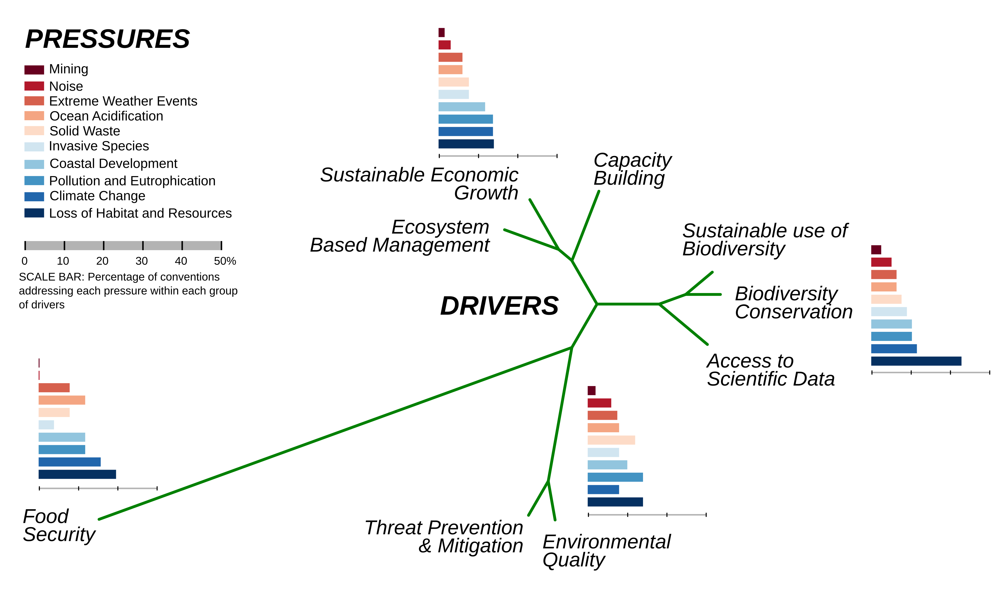 PRESSURES
Mining
Noise
Extreme Weather Events
Ocean Acidification
Solid Waste
Invasive Species
Coastal Development
Pollution and Eutrophication
Climate Change
Loss of Habitat and Resources
0 10 20 30 40 50%
SCALE BAR: Percentage of conventions
addressing each pressure within each group
of drivers
Sustainable Economic
Growth
Capacity
Building
Ecosystem
Based Management
Sustainable use of
Biodiversity
DRIVERS
Biodiversity
Conservation
Access to
Scientific Data
Food
Security
Threat Prevention
& Mitigation
Environmental
Quality